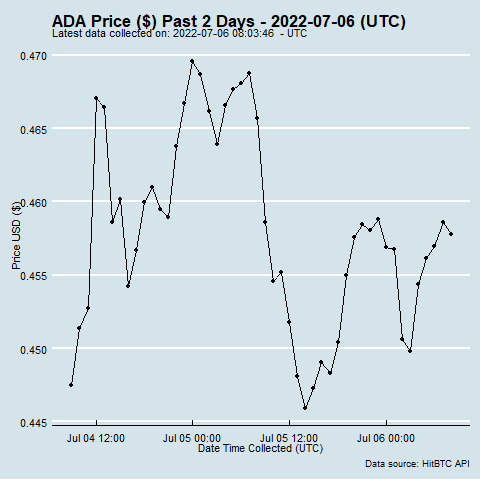 ADA Price ($) Past 2 Days - 2022-07-06 (UTC)
Latest data collected on: 2022-07-06 08:03:46  - UTC
0.470
0.465
0.460
0.455
0.450
0.445
Price USD ($)
Jul 04 12:00
Jul 05 00:00
Jul 05 12:00
Jul 06 00:00
Date Time Collected (UTC)
Data source: HitBTC API